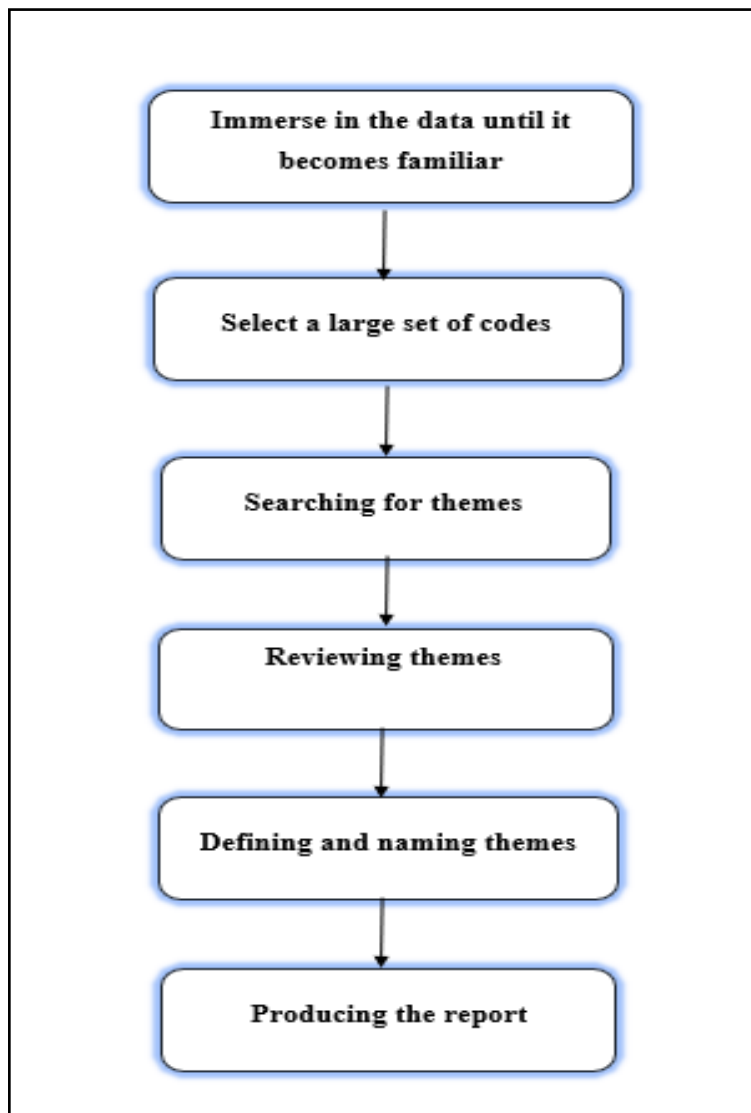 Immerse in the data until it
becomes familiar
Select a large set of codes
Searching for themes
Reviewing themes
Defining and naming themes
Producing the report